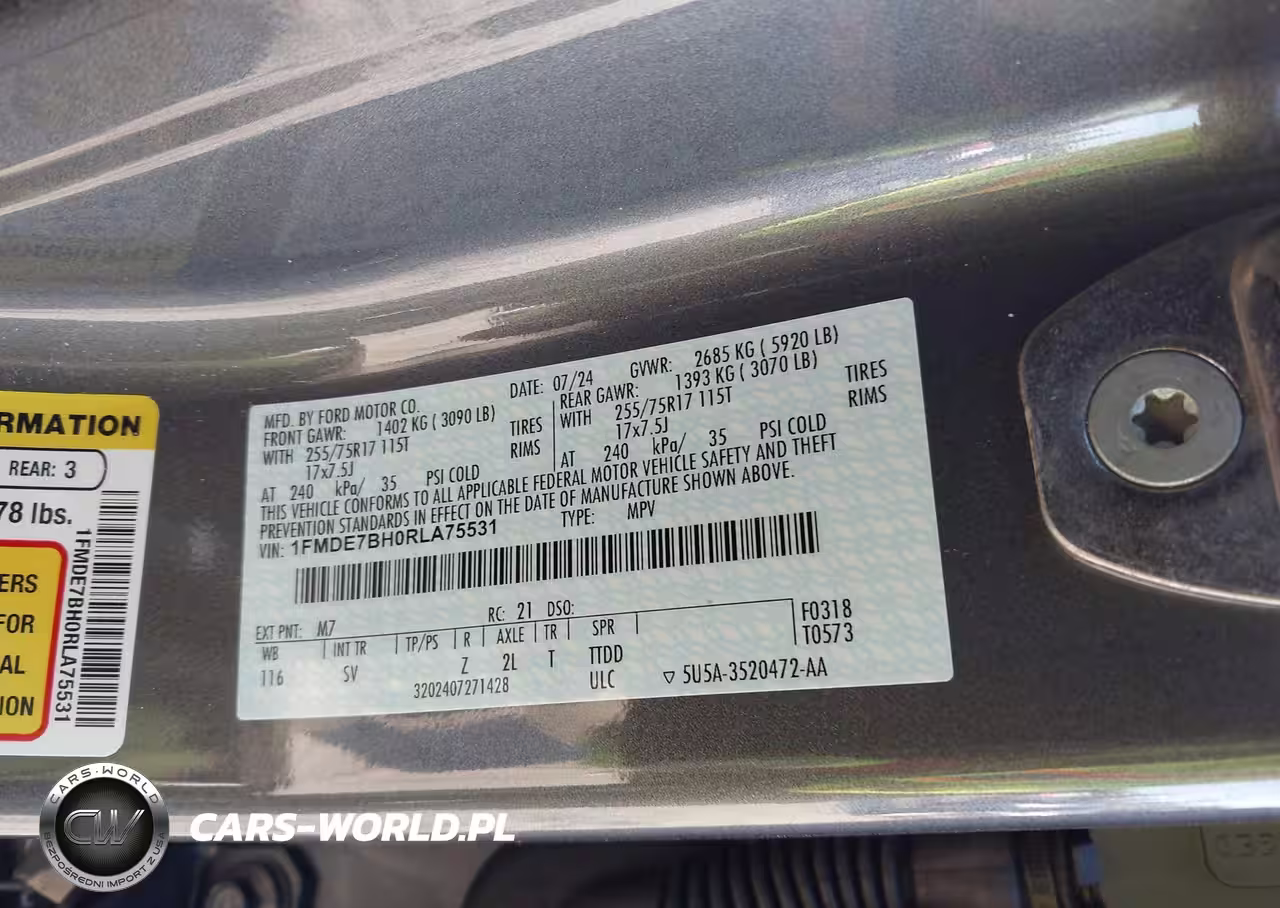 RMATION
REAR: 3
78 lbs.
ERS
FOR
AL
ION
1FMDE7BH0RLA75531
MFD. BY FORD MOTOR CO. DATE: 07/24 GVWR: 2685 KG ( 5920 LB)
FRONT GAWR: 1402 KG ( 3090 LB) REAR GAWR: 1393 KG ( 3070 LB)
WITH 255/75R17 115T TIRES WITH 255/75R17 115T TIRES
17x7.5J RIMS 17x7.5J RIMS
AT 240 kPa/ 35 PSI COLD AT 240 kPa/ 35 PSI COLD
THIS VEHICLE CONFORMS TO ALL APPLICABLE FEDERAL MOTOR VEHICLE SAFETY AND THEFT
PREVENTION STANDARDS IN EFFECT ON THE DATE OF MANUFACTURE SHOWN ABOVE.
VIN: 1FMDE7BH0RLA75531 TYPE: MPV
EXT PNT: M7 RC: 21 DSO: F0318
WB INT TR TP/PS R AXLE TR SPR T0573
116 SV Z 2L T TTDD
3202407271428 ULC ▽ 5U5A-3520472-AA
CARS-WORLD
CW
BEZPOŚREDNI IMPORT Z USA
CARS-WORLD.PL